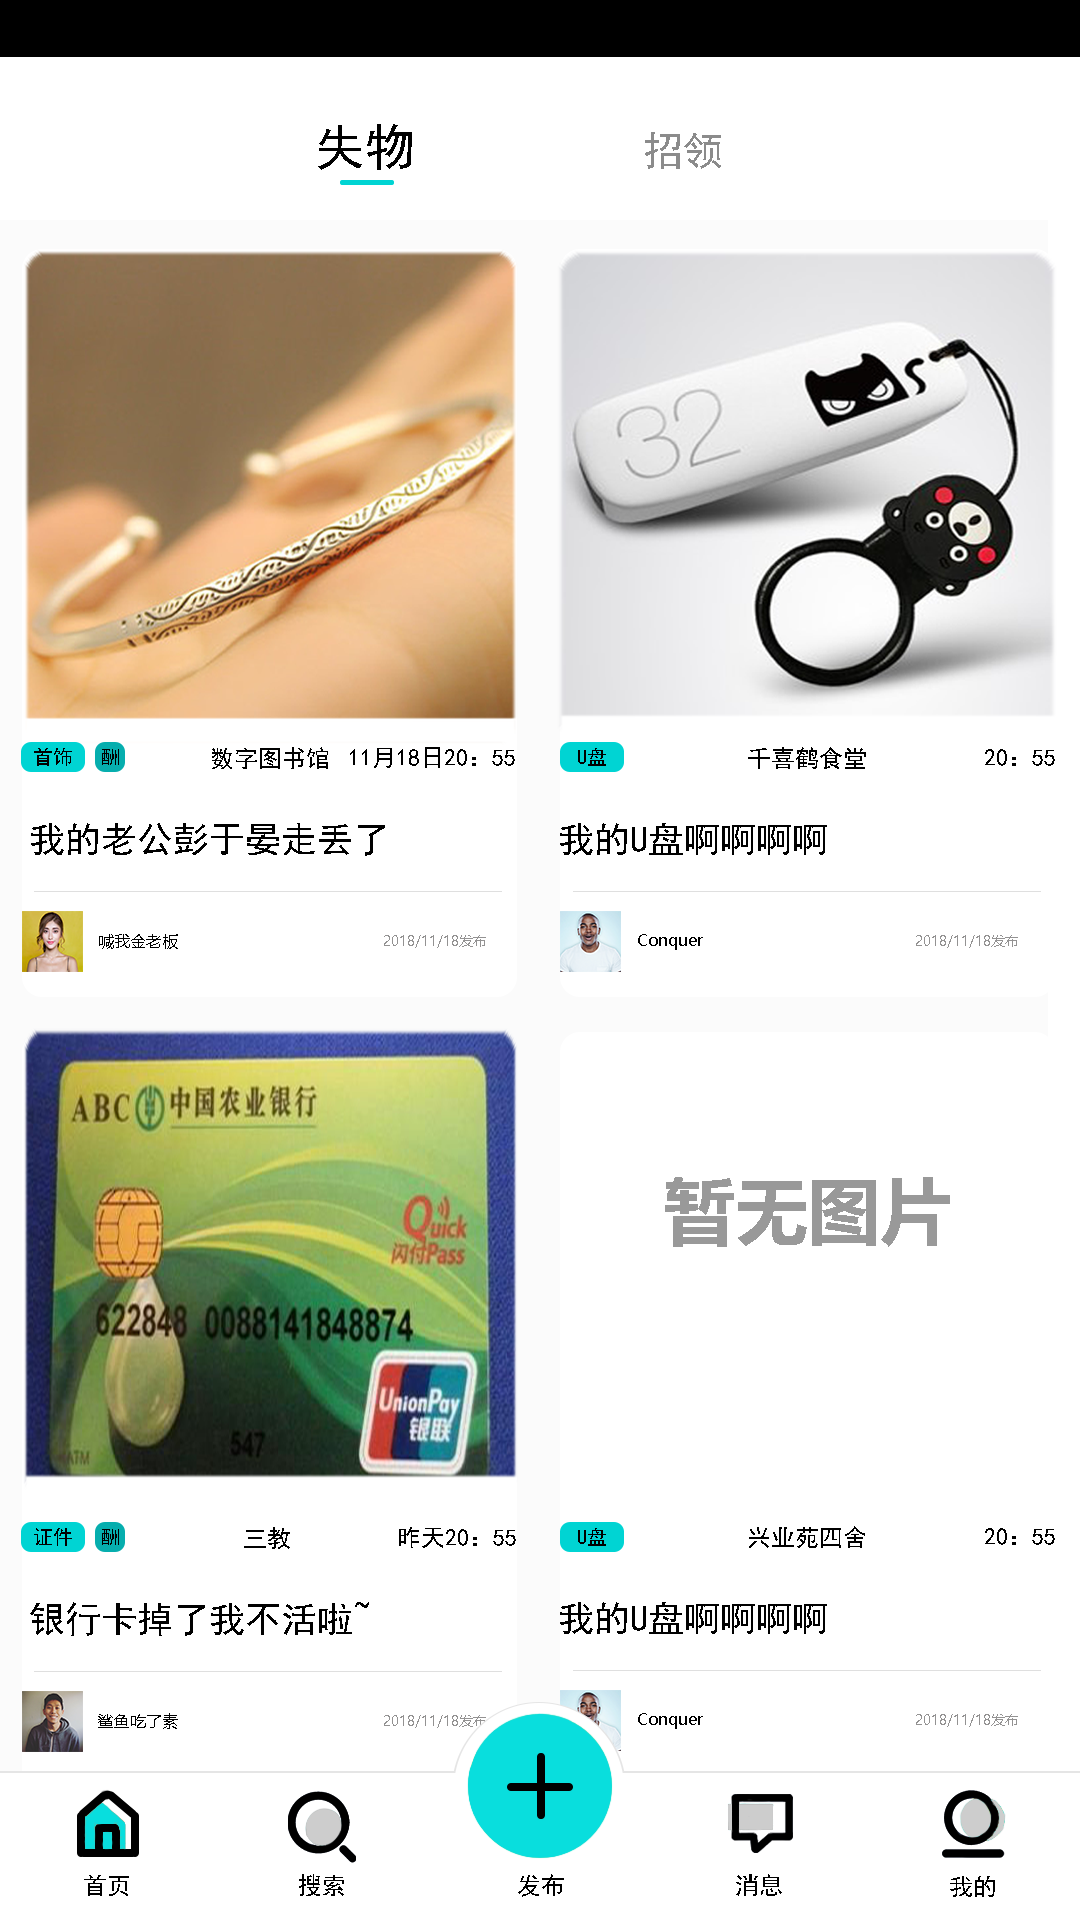 失物 招领
32
首饰 酬 数字图书馆 11月18日20：55
我的老公彭于晏走丢了
喊我金老板 2018/11/18发布
U盘 千喜鹤食堂 20：55
我的U盘啊啊啊啊
Conquer 2018/11/18发布
ABC 中国农业银行
Quick
闪付Pass
622848 0088141848874
UnionPay
银联
547
ATM
证件 酬 三教 昨天20：55
银行卡掉了我不活啦~
鲨鱼吃了素 2018/11/18发布
暂无图片
U盘 兴业苑四舍 20：55
我的U盘啊啊啊啊
Conquer 2018/11/18发布
首页 搜索 发布 消息 我的